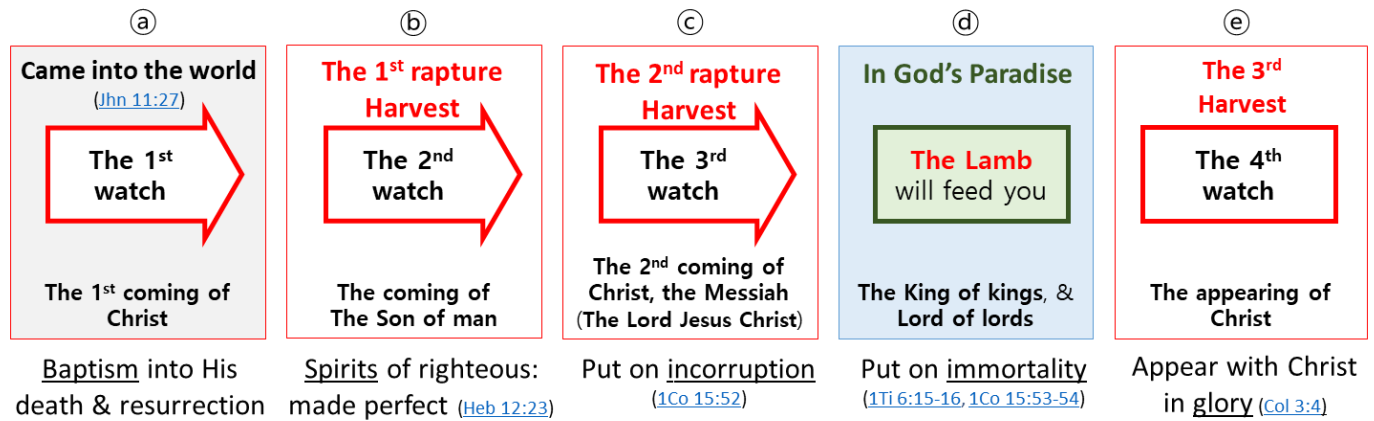 ⓐ
Came into the world
(Jhn 11:27)
The 1st
watch
The 1st coming of
Christ
Baptism into His
death & resurrection
ⓑ
The 1st rapture
Harvest
The 2nd
watch
The coming of
The Son of man
Spirits of righteous:
made perfect (Heb 12:23)
ⓒ
The 2nd rapture
Harvest
The 3rd
watch
The 2nd coming of
Christ, the Messiah
(The Lord Jesus Christ)
Put on incorruption
(1Co 15:52)
ⓓ
In God's Paradise
The Lamb
will feed you
The King of kings, &
Lord of lords
Put on immortality
(1Ti 6:15-16, 1Co 15:53-54)
ⓔ
The 3rd
Harvest
The 4th
watch
The appearing of
Christ
Appear with Christ
in glory (Col 3:4)